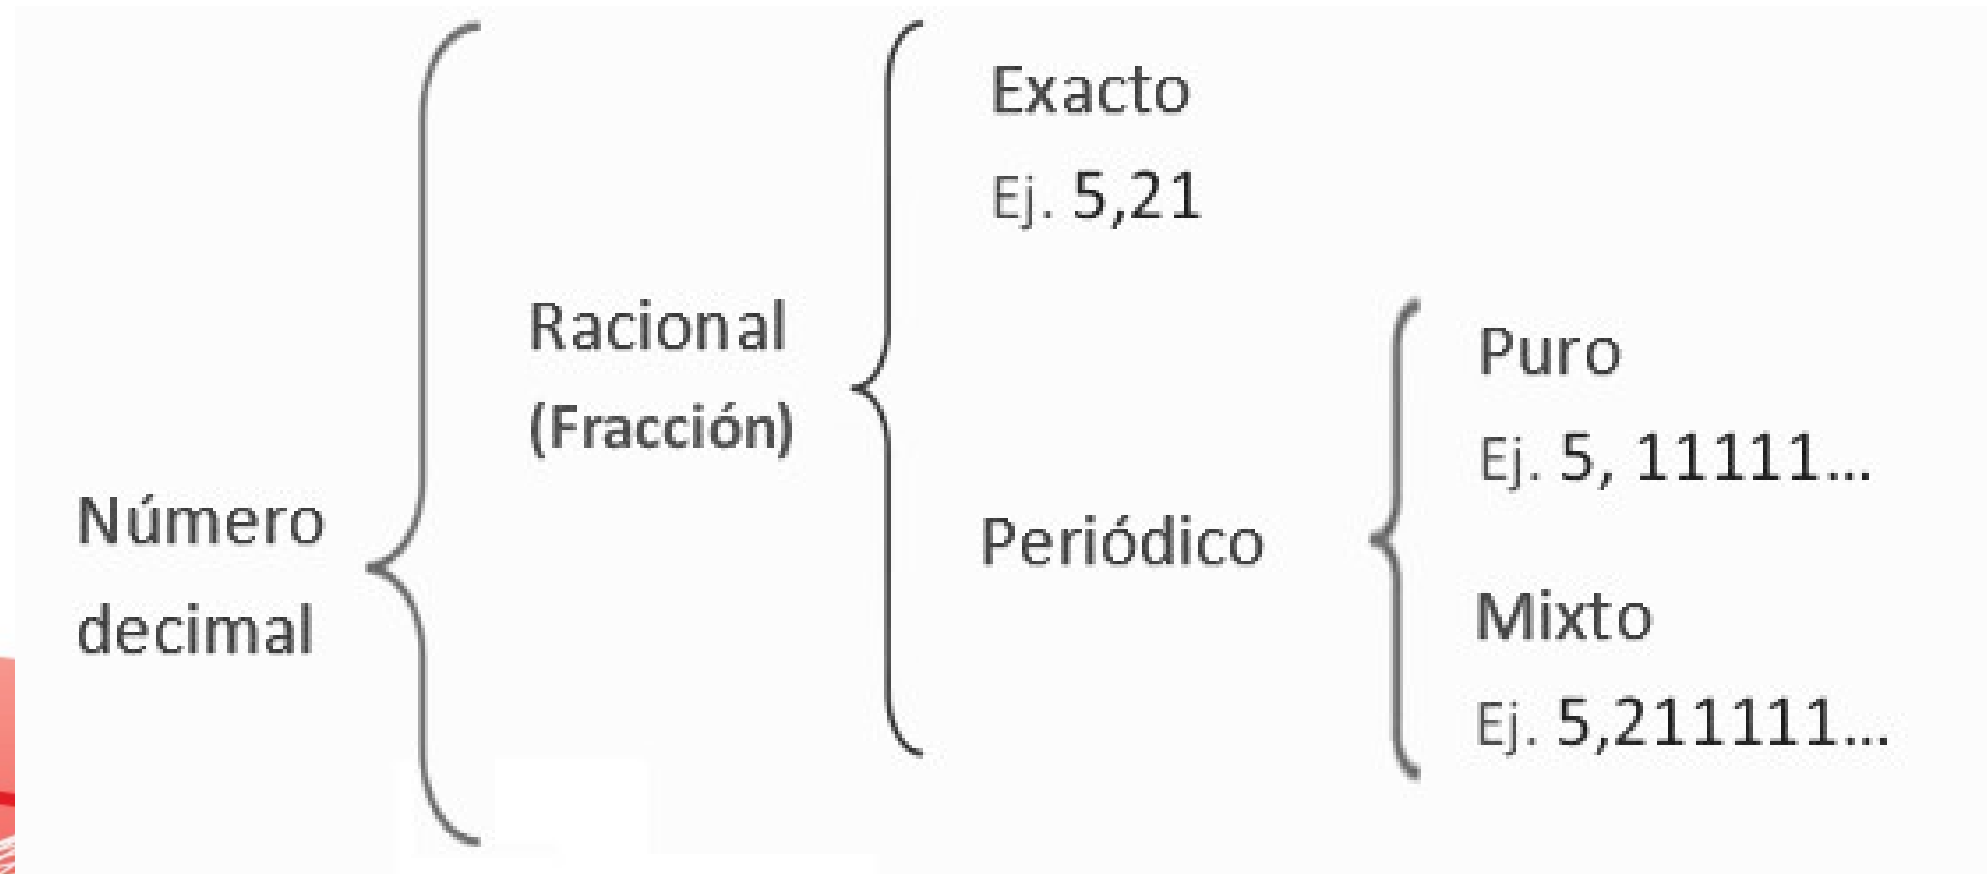 Número
decimal
Racional
(Fracción)
Exacto
Ej. 5,21
Periódico
Puro
Ej. 5, 11111...
Mixto
Ej. 5,211111...